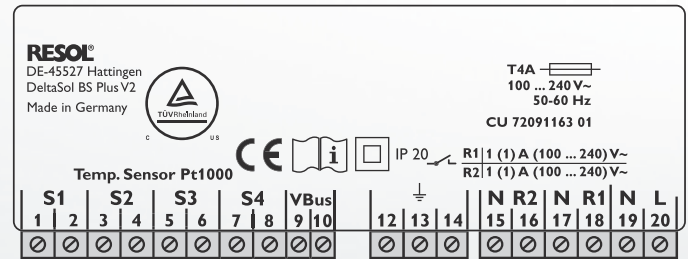 RESOL®
DE-45527 Hattingen
DeltaSol BS Plus V2
Made in Germany
TÜVRheinland
C US
T4A
100 ... 240 V~
50-60 Hz
CU 72091163 01
CE
i
IP 20
R1 1 (1) A (100 ... 240) V~
R2 1 (1) A (100 ... 240) V~
Temp. Sensor Pt1000
S1 S2 S3 S4 VBus N R2 N R1 N L
1 2 3 4 5 6 7 8 9 10 12 13 14 15 16 17 18 19 20